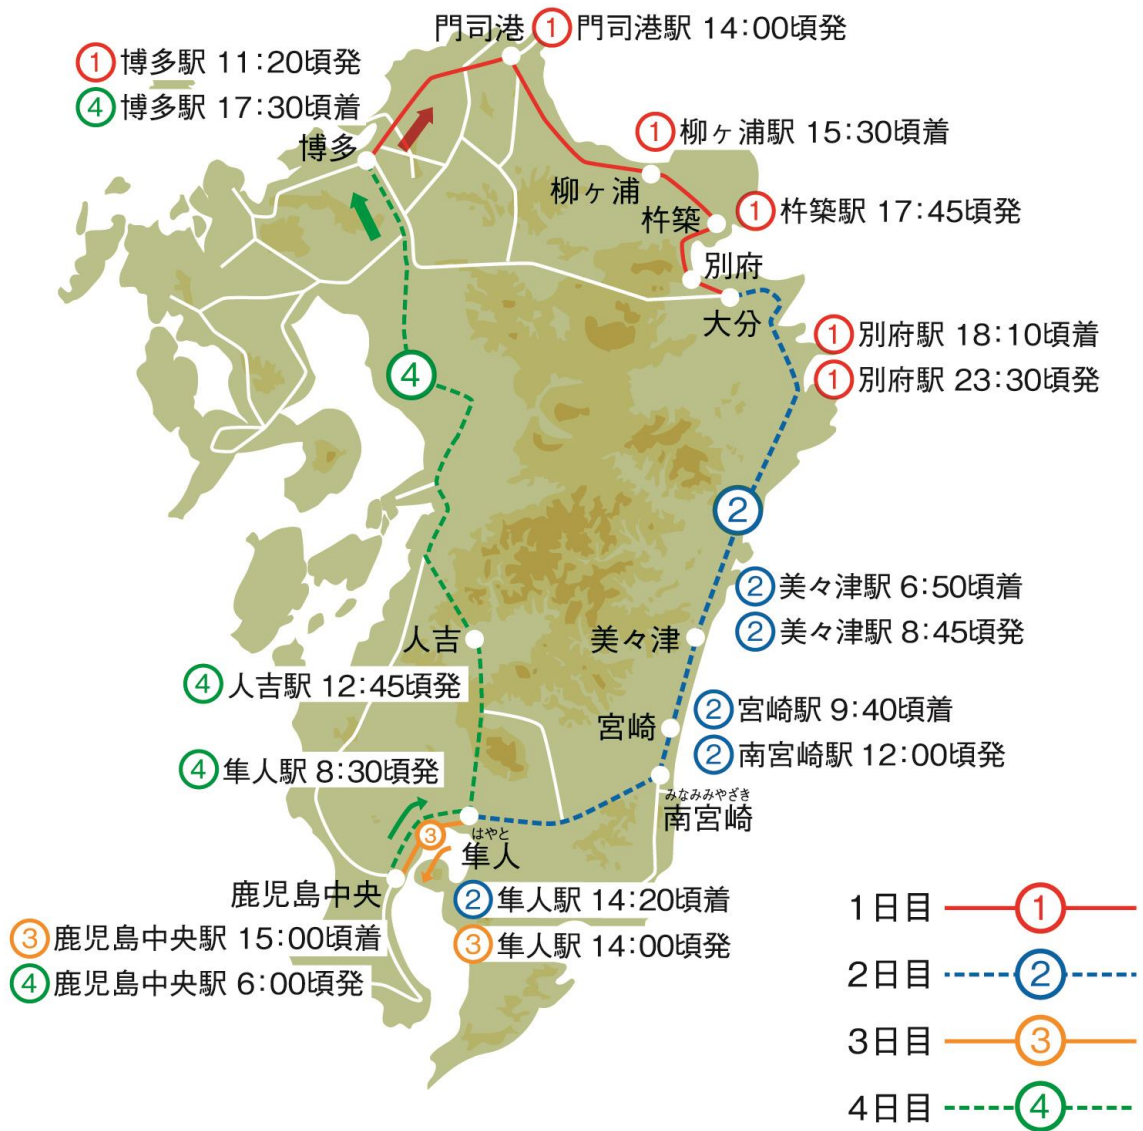 門司港
① 門司港駅 14:00頃発
① 博多駅 11:20頃発
④ 博多駅 17:30頃着
博多
① 柳ヶ浦駅 15:30頃着
柳ヶ浦
杵築
① 杵築駅 17:45頃発
別府
大分
① 別府駅 18:10頃着
① 別府駅 23:30頃発
④
②
② 美々津駅 6:50頃着
② 美々津駅 8:45頃発
美々津
人吉
④ 人吉駅 12:45頃発
宮崎
② 宮崎駅 9:40頃着
② 南宮崎駅 12:00頃発
④ 隼人駅 8:30頃発
みなみみやざき
南宮崎
③
はやと
隼人
鹿児島中央
② 隼人駅 14:20頃着
③ 隼人駅 14:00頃発
③ 鹿児島中央駅 15:00頃着
④ 鹿児島中央駅 6:00頃発
1日目 ①
2日目 ②
3日目 ③
4日目 ④